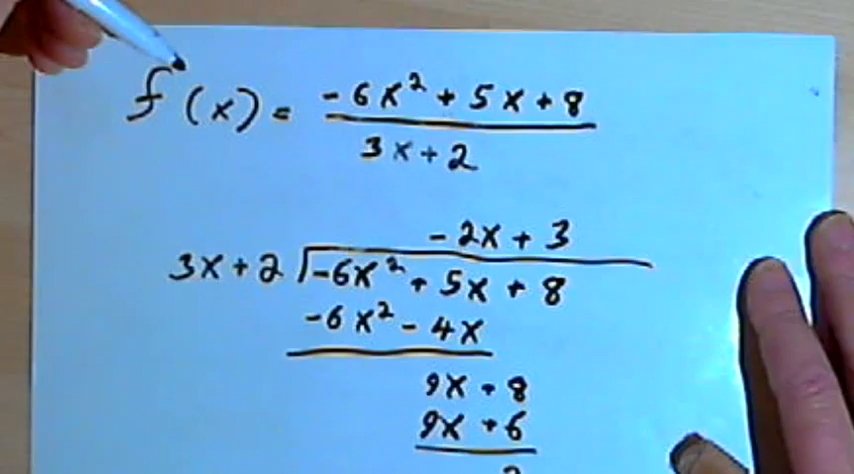 f(x) = -6x² + 5x + 8
3x + 2
-2x + 3
3x + 2 -6x² + 5x + 8
-6x² - 4x
9x + 8
9x + 6